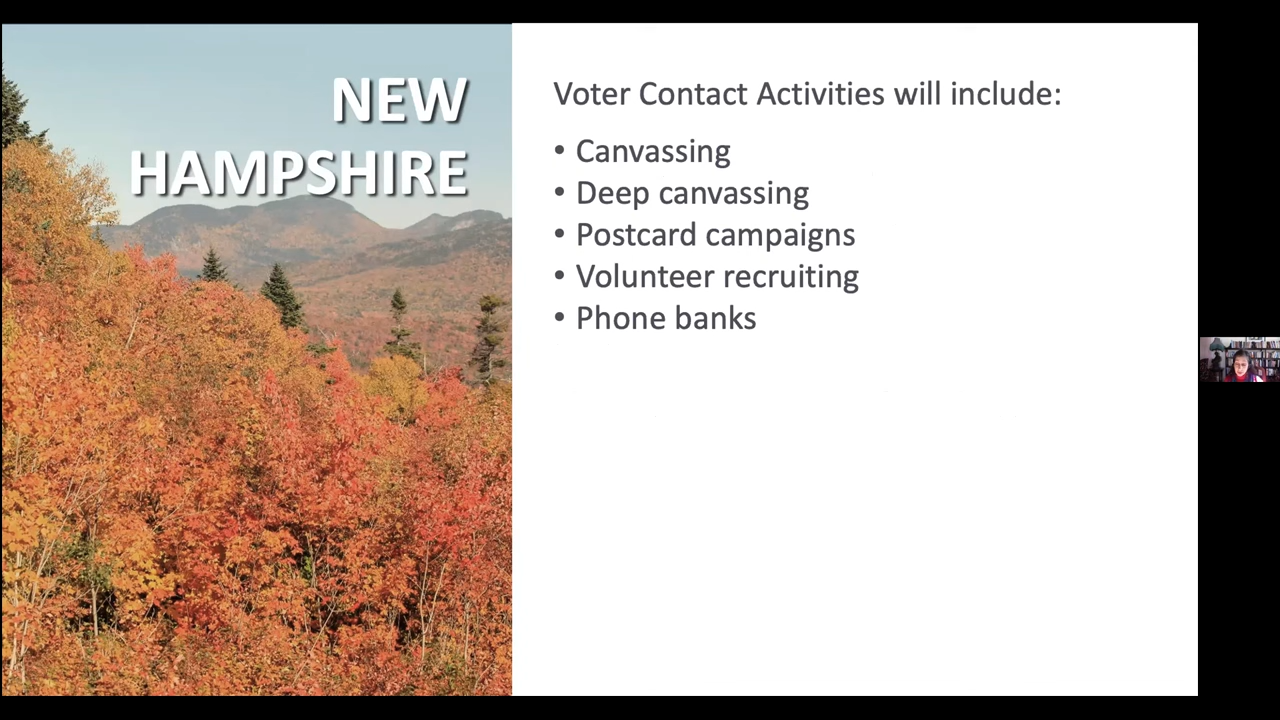 NEW
HAMPSHIRE
Voter Contact Activities will include:
• Canvassing
• Deep canvassing
• Postcard campaigns
• Volunteer recruiting
• Phone banks